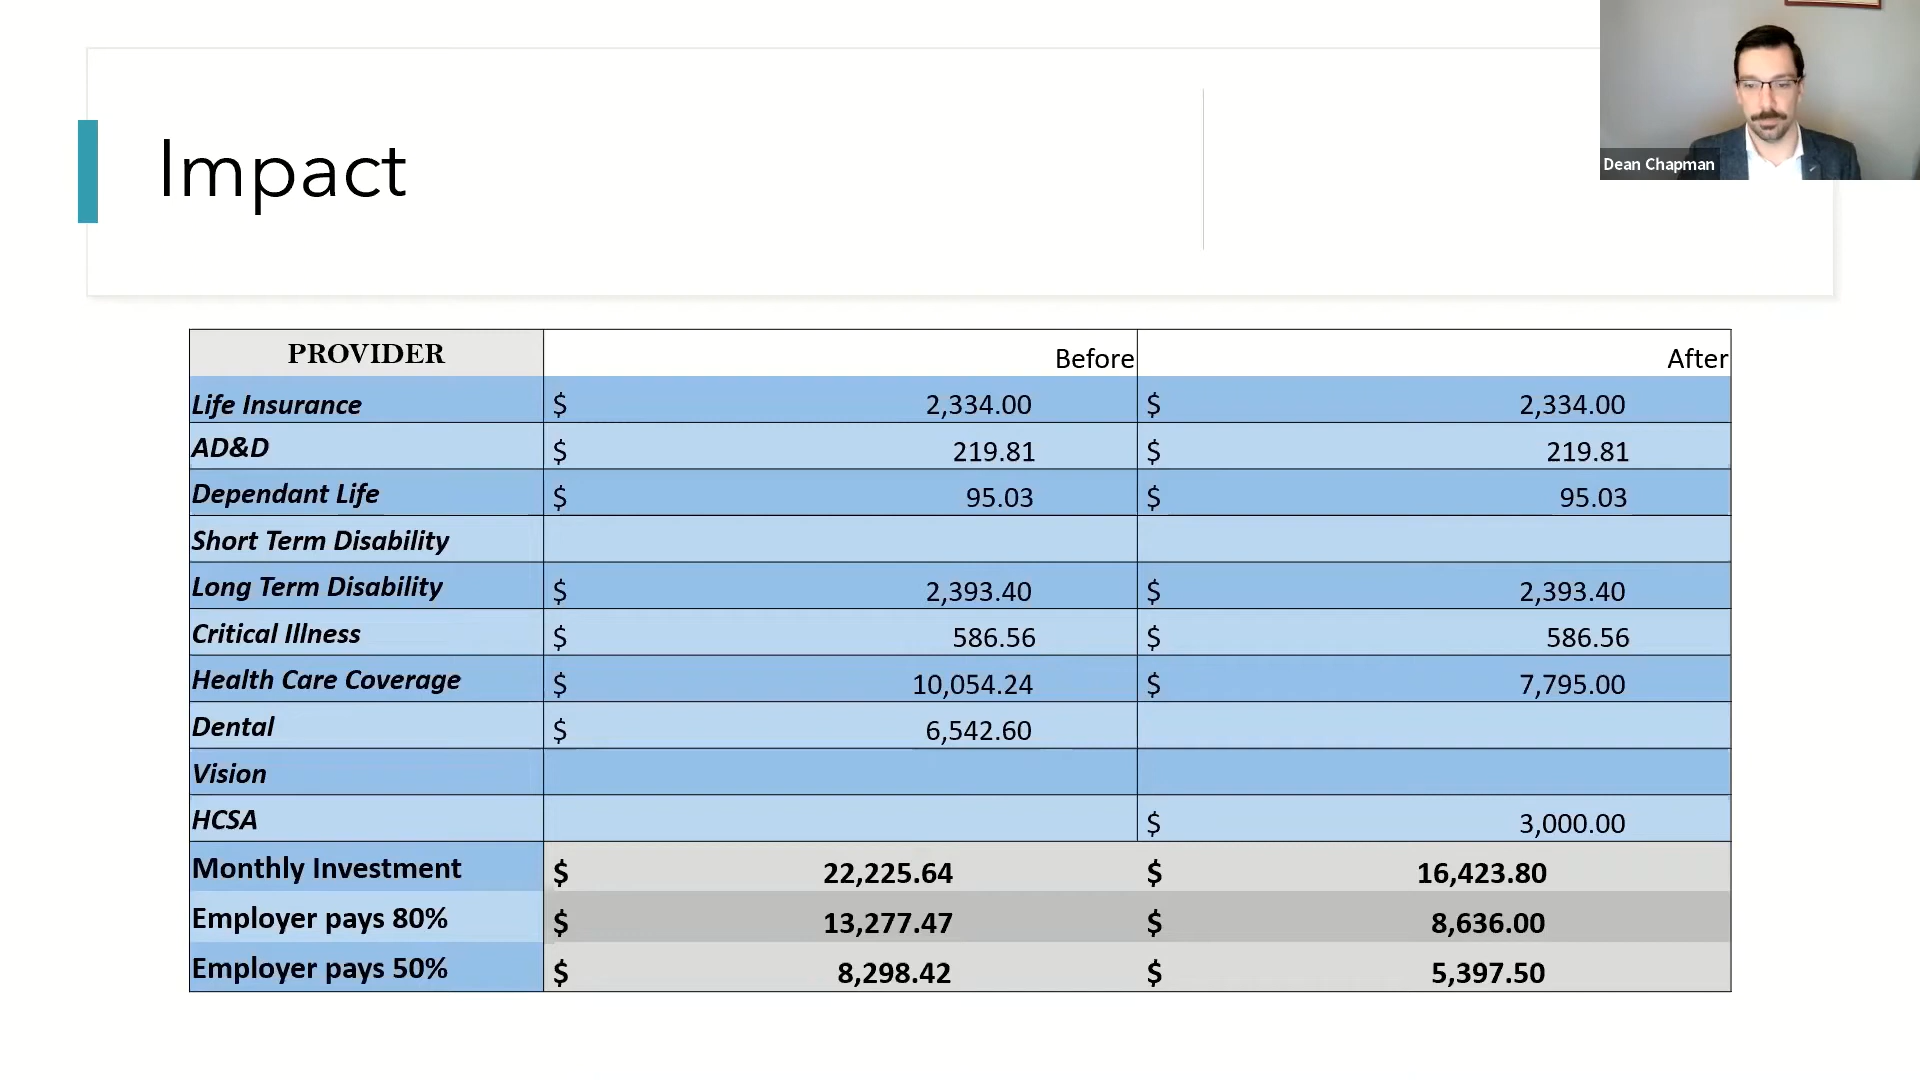 Impact
Dean Chapman
PROVIDER Before After
Life Insurance $ 2,334.00 $ 2,334.00
AD&D $ 219.81 $ 219.81
Dependant Life $ 95.03 $ 95.03
Short Term Disability
Long Term Disability $ 2,393.40 $ 2,393.40
Critical Illness $ 586.56 $ 586.56
Health Care Coverage $ 10,054.24 $ 7,795.00
Dental $ 6,542.60
Vision
HCSA $ 3,000.00
Monthly Investment $ 22,225.64 $ 16,423.80
Employer pays 80% $ 13,277.47 $ 8,636.00
Employer pays 50% $ 8,298.42 $ 5,397.50